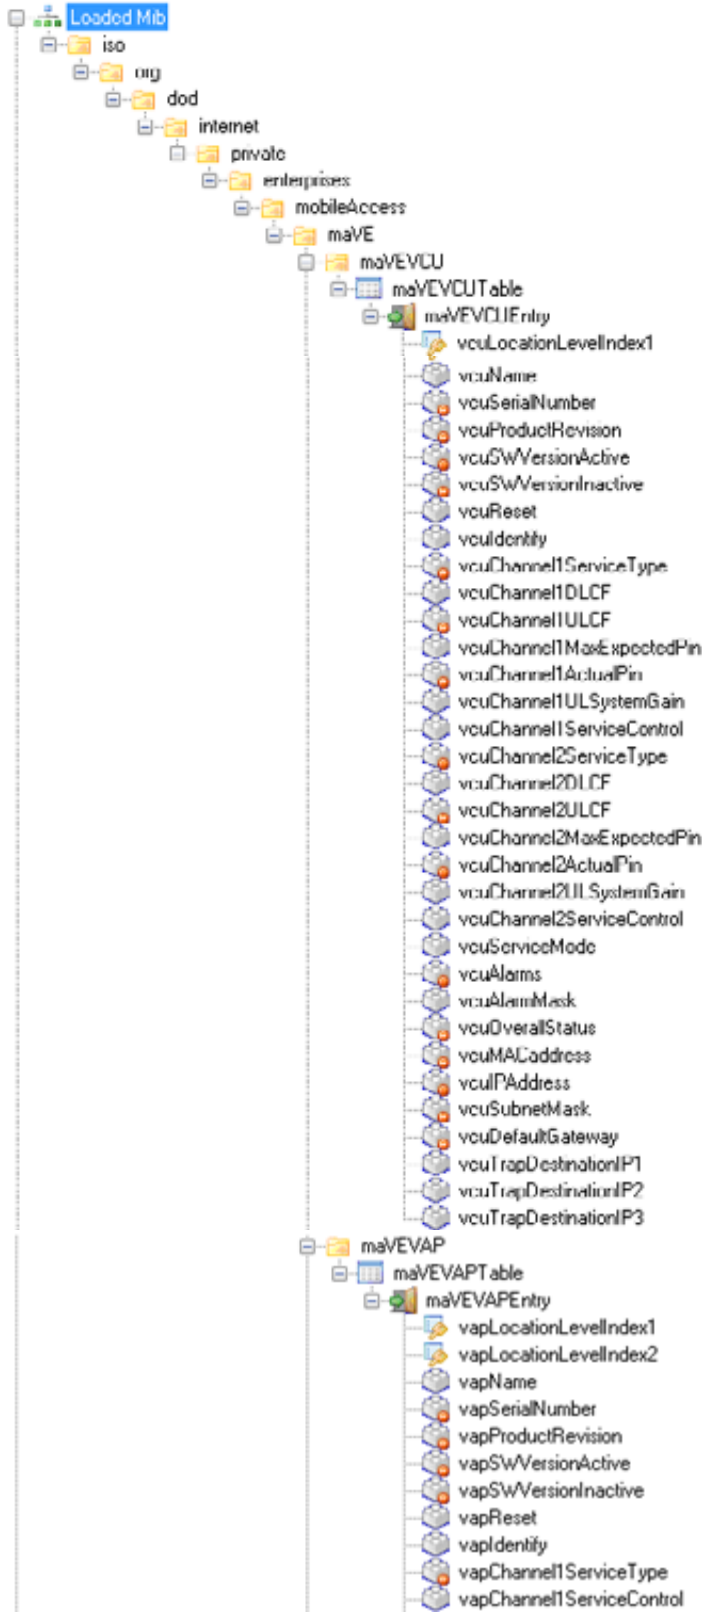 Loaded Mib
iso
org
dod
internet
private
enterprises
mobileAccess
maVE
maVEVCU
maVEVCUTable
maVEVCUEntry
vcuLocationLevelIndex1
vcuName
vcuSerialNumber
vcuProductRevision
vcuSWVersionActive
vcuSWVersionInactive
vcuReset
vcuIdentify
vcuChannel1ServiceType
vcuChannel1DLCF
vcuChannel1ULCF
vcuChannel1MaxExpectedPin
vcuChannel1ActualPin
vcuChannel1ULSystemGain
vcuChannel1ServiceControl
vcuChannel2ServiceType
vcuChannel2DLCF
vcuChannel2ULCF
vcuChannel2MaxExpectedPin
vcuChannel2ActualPin
vcuChannel2ULSystemGain
vcuChannel2ServiceControl
vcuServiceMode
vcuAlarms
vcuAlarmMask
vcuOverallStatus
vcuMACaddress
vcuIPAddress
vcuSubnetMask
vcuDefaultGateway
vcuTrapDestinationIP1
vcuTrapDestinationIP2
vcuTrapDestinationIP3
maVEVAP
maVEVAPTable
maVEVAPEntry
vapLocationLevelIndex1
vapLocationLevelIndex2
vapName
vapSerialNumber
vapProductRevision
vapSWVersionActive
vapSWVersionInactive
vapReset
vapIdentify
vapChannel1ServiceType
vapChannel1ServiceControl